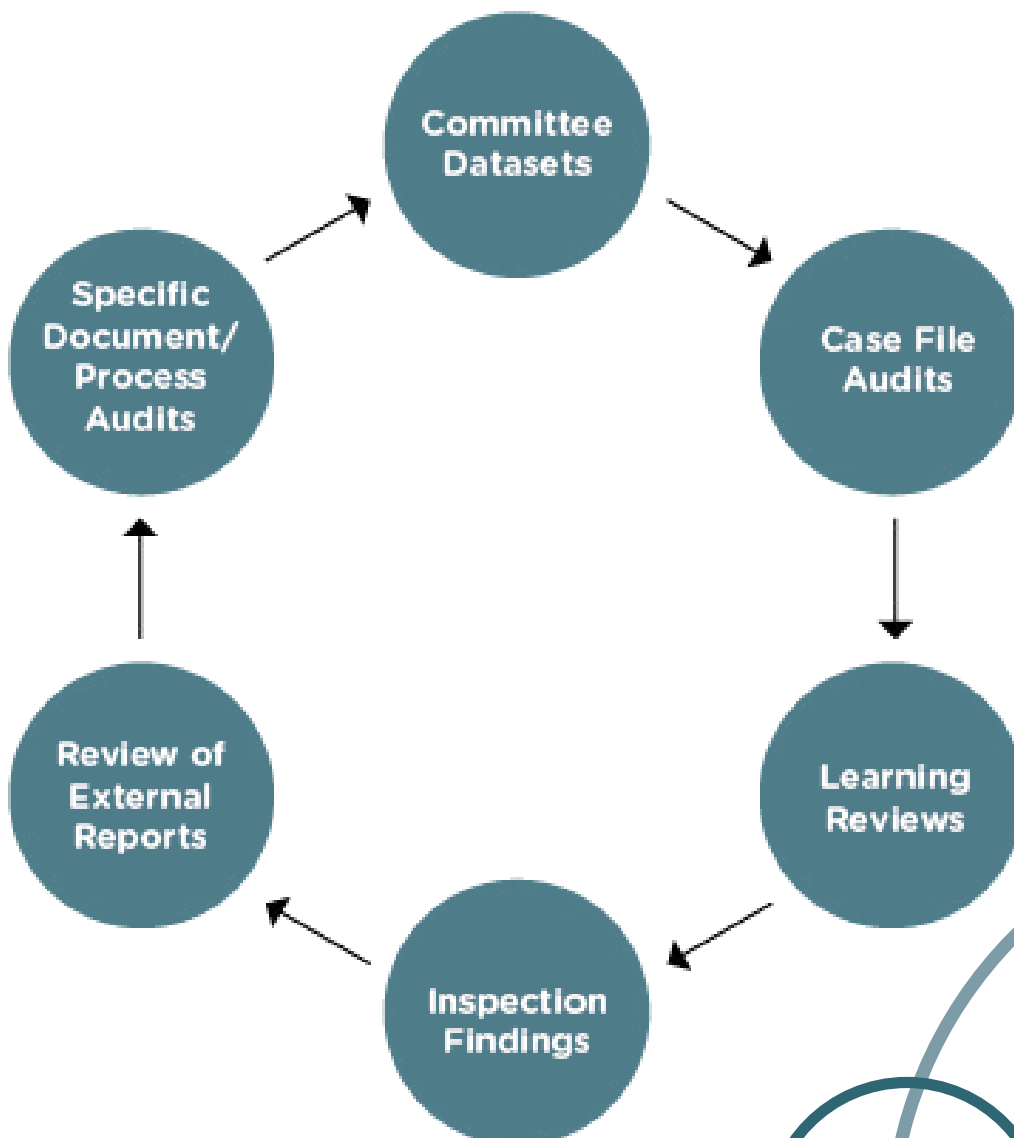 Committee
Datasets
Case File
Audits
Learning
Reviews
Inspection
Findings
Review of
External
Reports
Specific
Document/
Process
Audits